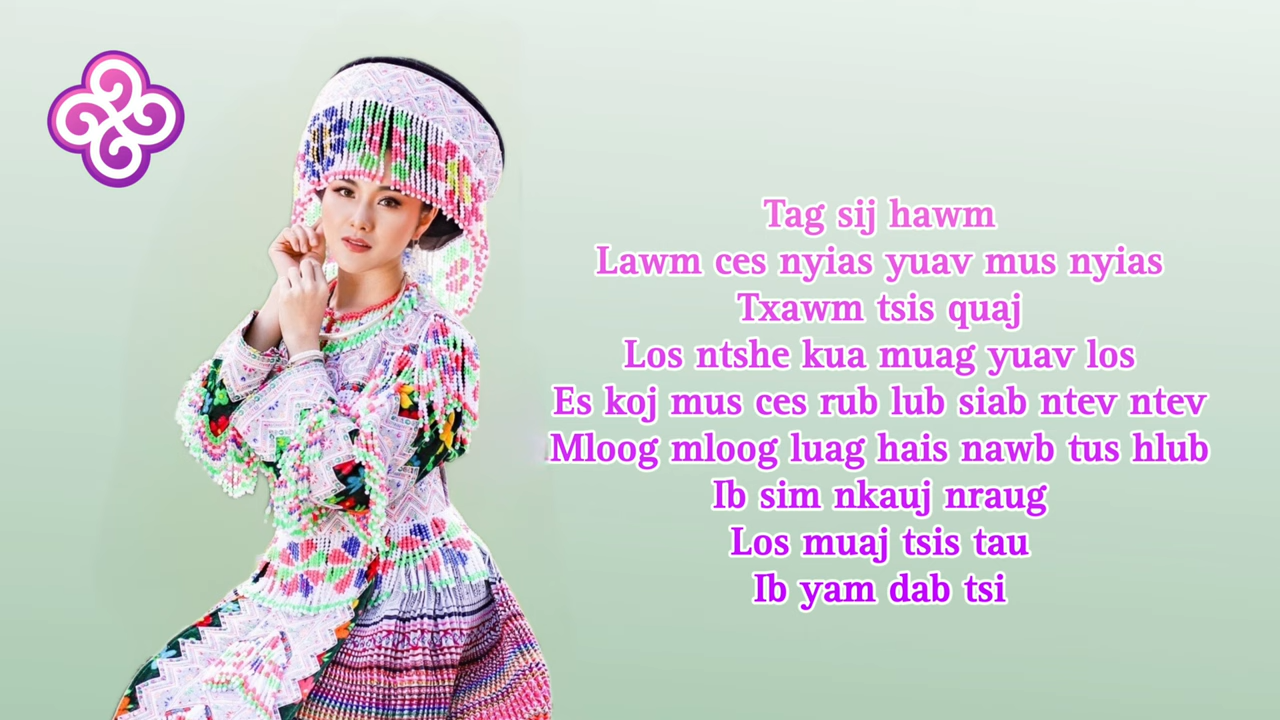 Tag sij hawm
Lawm ces nyias yuav mus nyias
Txawm tsis quaj
Los ntshe kua muag yuav los
Es koj mus ces rub lub siab ntev ntev
Mloog mloog luag hais nawb tus hlub
Ib sim nkauj nraug
Los muaj tsis tau
Ib yam dab tsi